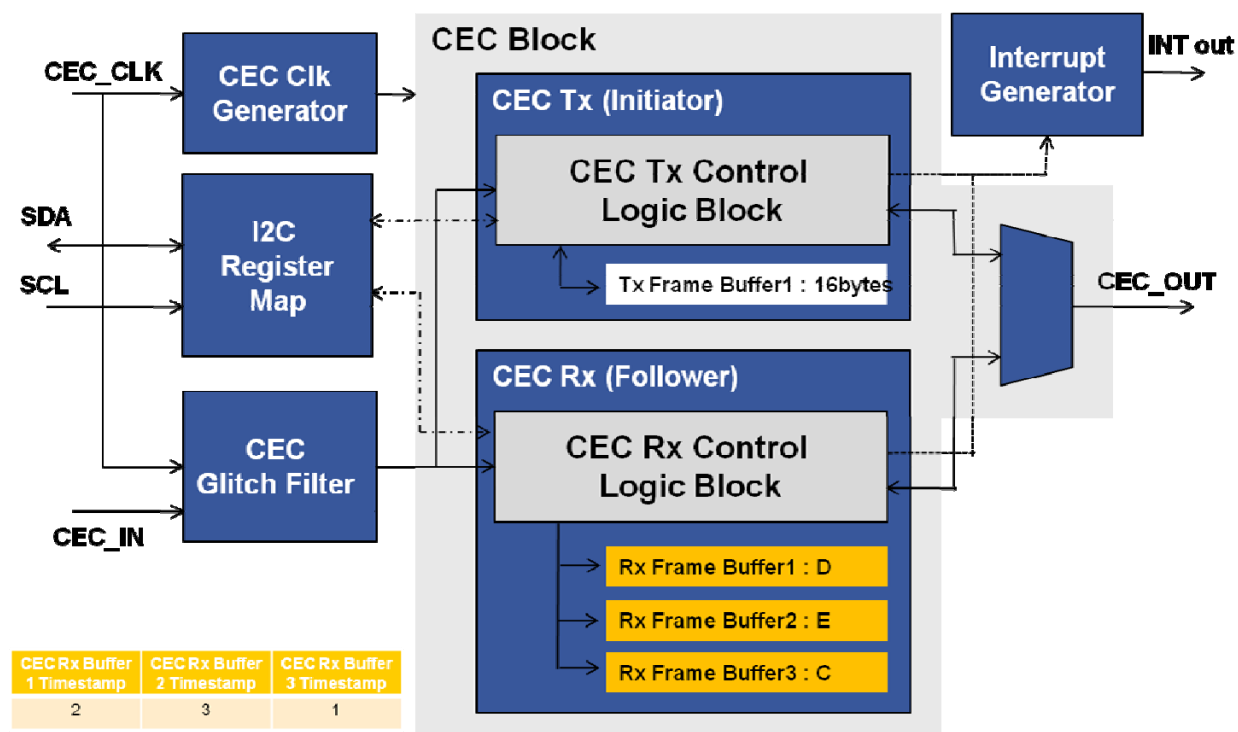 CEC Block
CEC_CLK
CEC Clk
Generator
Interrupt
Generator
INT out
CEC Tx (Initiator)
CEC Tx Control
Logic Block
Tx Frame Buffer1 : 16bytes
SDA
SCL
I2C
Register
Map
CEC_OUT
CEC Rx (Follower)
CEC Rx Control
Logic Block
CEC
Glitch Filter
CEC_IN
Rx Frame Buffer1 : D
Rx Frame Buffer2 : E
Rx Frame Buffer3 : C
CEC Rx Buffer
1 Timestamp
CEC Rx Buffer
2 Timestamp
CEC Rx Buffer
3 Timestamp
2
3
1